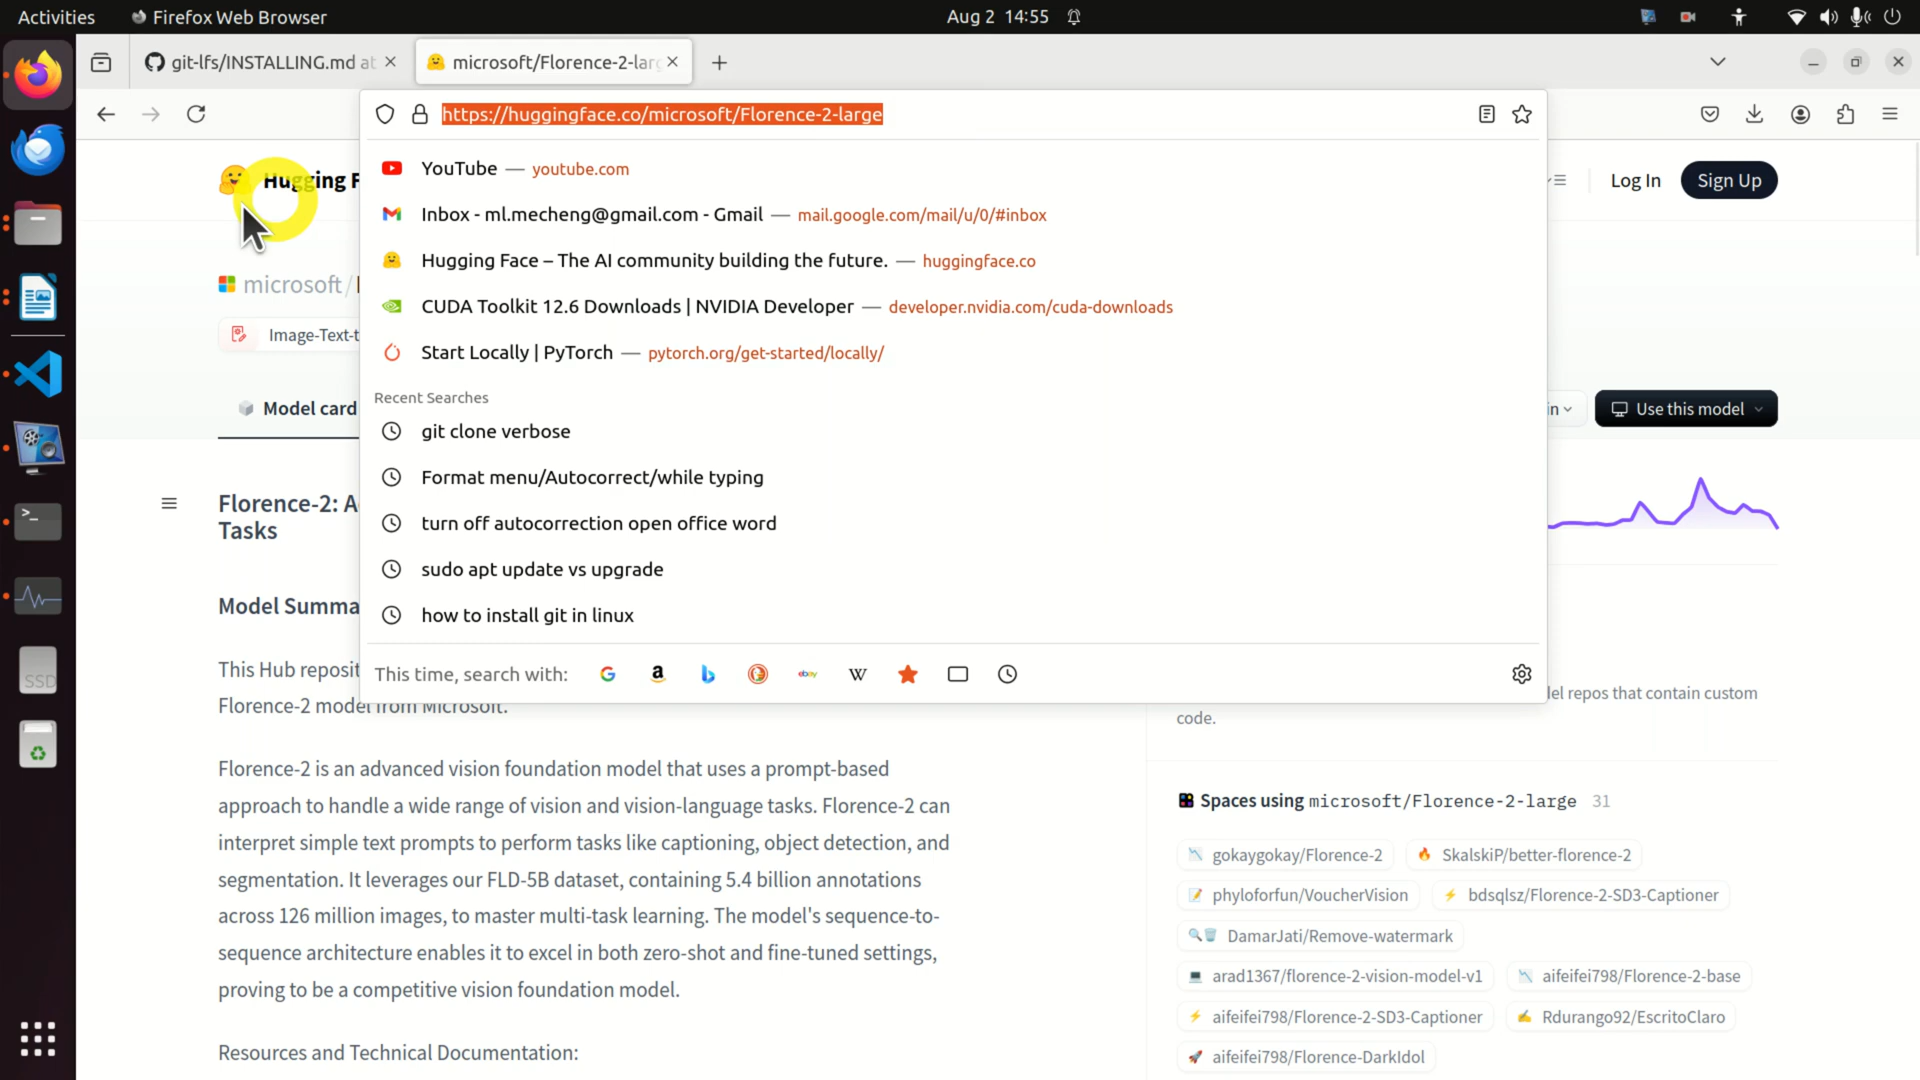 Activities
Firefox Web Browser
Aug 2 14:55
git-lfs/INSTALLING.md at
microsoft/Florence-2-larg
https://huggingface.co/microsoft/Florence-2-large
Hugging F
Log In
Sign Up
YouTube — youtube.com
Inbox - ml.mecheng@gmail.com - Gmail — mail.google.com/mail/u/0/#inbox
Hugging Face – The AI community building the future. — huggingface.co
CUDA Toolkit 12.6 Downloads | NVIDIA Developer — developer.nvidia.com/cuda-downloads
Start Locally | PyTorch — pytorch.org/get-started/locally/
Recent Searches
git clone verbose
Format menu/Autocorrect/while typing
turn off autocorrection open office word
sudo apt update vs upgrade
how to install git in linux
This time, search with:
microsoft/
Image-Text-t
Model card
in
Use this model
Florence-2: A
Tasks
Model Summa
This Hub reposit
Florence-2 model from Microsoft.
Florence-2 is an advanced vision foundation model that uses a prompt-based
approach to handle a wide range of vision and vision-language tasks. Florence-2 can
interpret simple text prompts to perform tasks like captioning, object detection, and
segmentation. It leverages our FLD-5B dataset, containing 5.4 billion annotations
across 126 million images, to master multi-task learning. The model's sequence-to-
sequence architecture enables it to excel in both zero-shot and fine-tuned settings,
proving to be a competitive vision foundation model.
Resources and Technical Documentation:
del repos that contain custom
code.
Spaces using microsoft/Florence-2-large 31
gokaygokay/Florence-2
SkalskiP/better-florence-2
phyloforfun/VoucherVision
bdsqlsz/Florence-2-SD3-Captioner
DamarJati/Remove-watermark
arad1367/florence-2-vision-model-v1
aifeifei798/Florence-2-base
aifeifei798/Florence-2-SD3-Captioner
Rdurango92/EscritoClaro
aifeifei798/Florence-DarkIdol
SSD